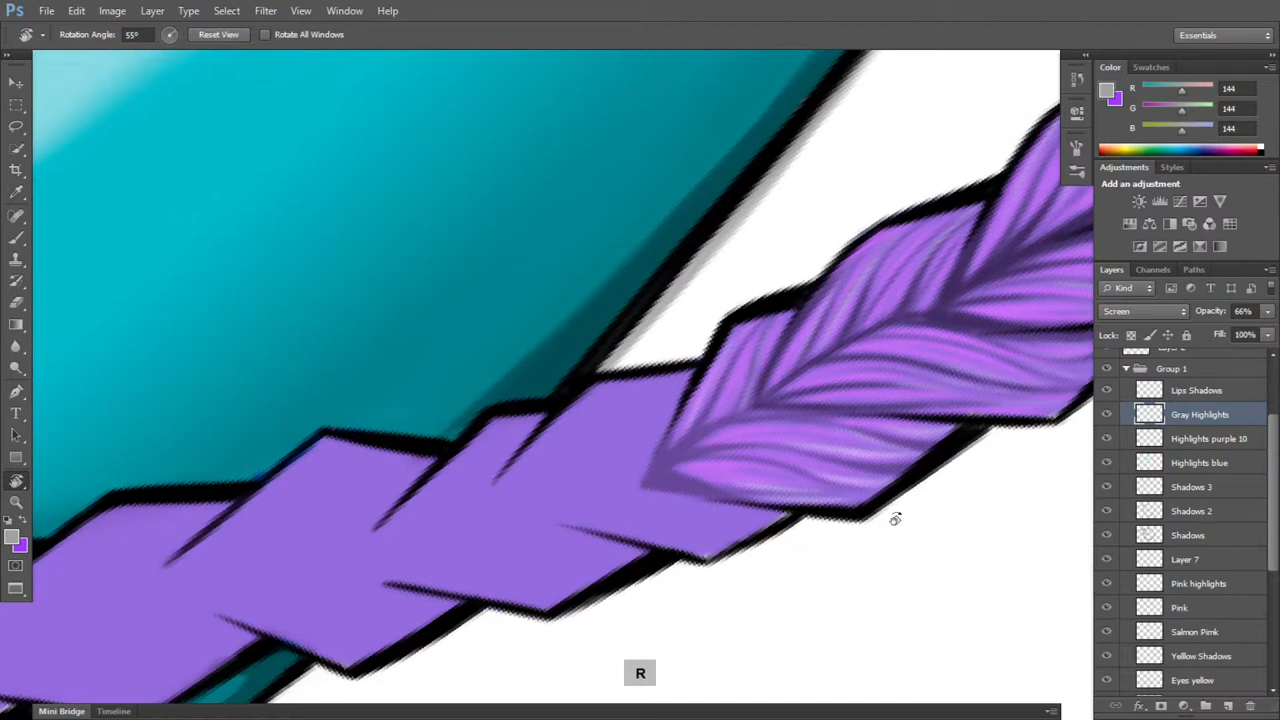 Ps File Edit Image Layer Type Select Filter Extract View Window Help
Rotation Angle: 55° Reset View Rotate All Windows Essentials
Color Swatches
R 144
G 144
B 144
Adjustments Styles
Add an adjustment
Layers Channels Paths
Kind
Screen Opacity: 66%
Lock: Fill: 100%
Group 1
Lips Shadows
Gray Highlights
Highlights purple 10
Highlights blue
Shadows 3
Shadows 2
Shadows
Layer 7
Pink highlights
Pink
Salmon Pimk
Yellow Shadows
Eyes yellow
R
Mini Bridge Timeline